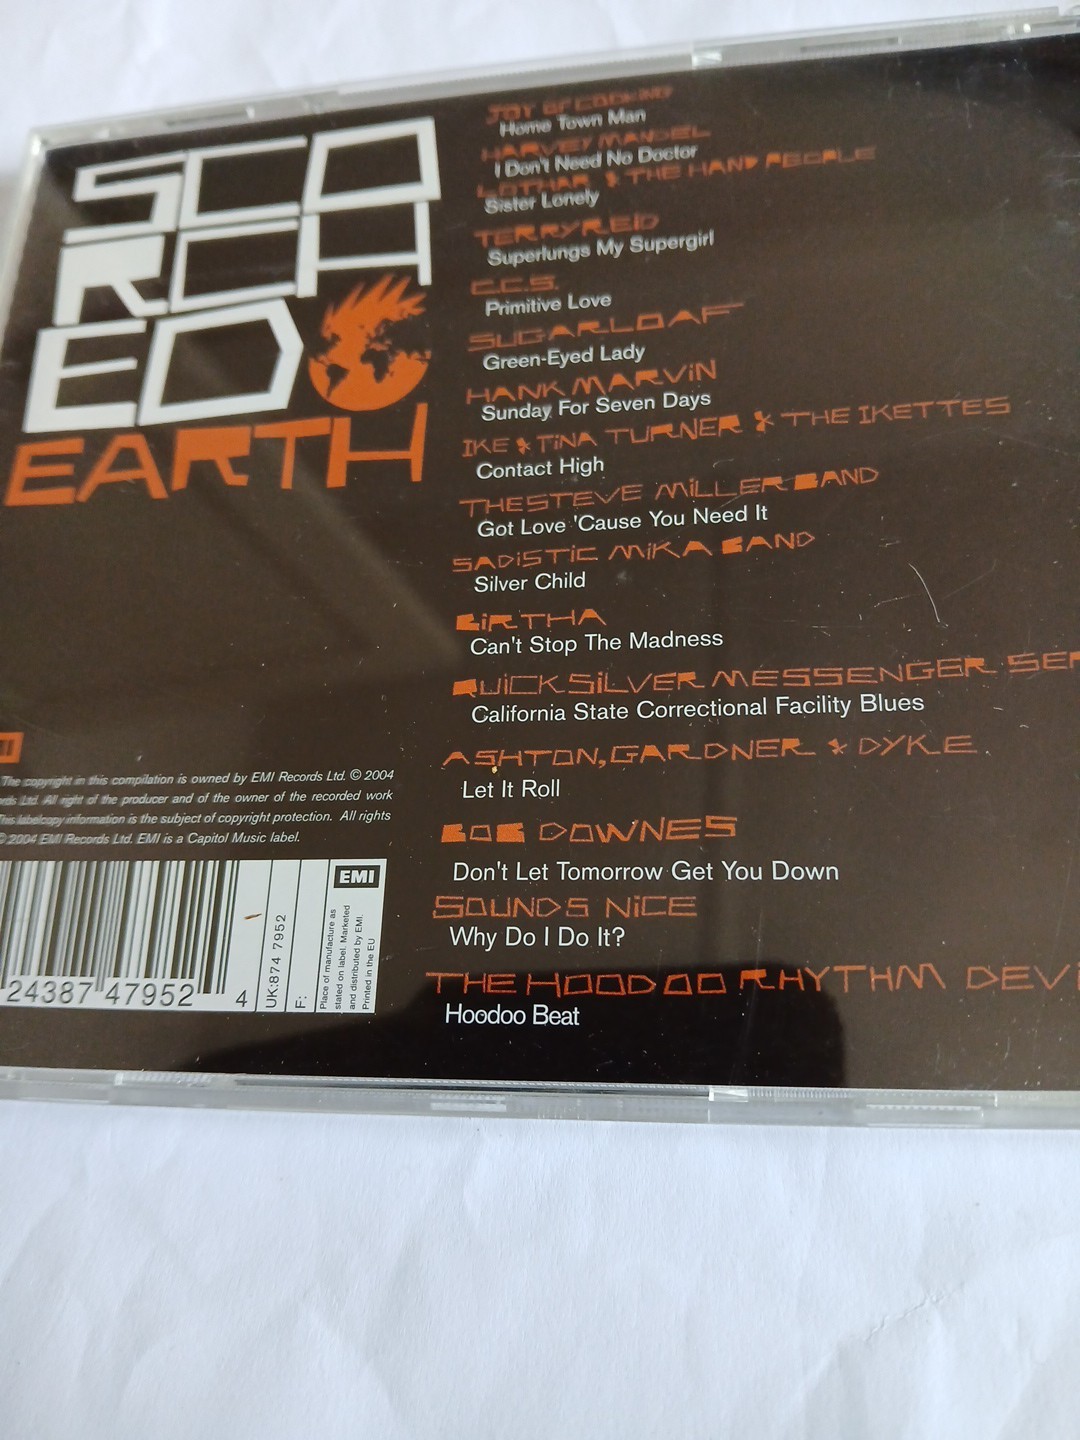 SCORCHED
EARTH
JOY OF COOKING
Home Town Man
HARVEY MANDEL
I Don't Need No Doctor
LOTHAR & THE HAND PEOPLE
Sister Lonely
TERRY REID
Superlungs My Supergirl
C.C.S.
Primitive Love
SUGARLOAF
Green-Eyed Lady
HANK MARVIN
Sunday For Seven Days
IKE & TINA TURNER & THE IKETTES
Contact High
THE STEVE MILLER BAND
Got Love 'Cause You Need It
SADISTIC MIKA BAND
Silver Child
BIRTHA
Can't Stop The Madness
QUICKSILVER MESSENGER SER
California State Correctional Facility Blues
ASHTON, GARDNER & DYKE
Let It Roll
BOB DOWNES
Don't Let Tomorrow Get You Down
SOUNDS NICE
Why Do I Do It?
THE HOODOO RHYTHM DEVI
Hoodoo Beat
The copyright in this compilation is owned by EMI Records Ltd. © 2004
rds Ltd. All right of the producer and of the owner of the recorded work
This labelcopy information is the subject of copyright protection. All rights
© 2004 EMI Records Ltd. EMI is a Capitol Music label.
24387 47952 4
UK:874 7952
F:
EMI
Place of manufacture as
stated on label. Marketed
and distributed by EMI.
Printed in the EU